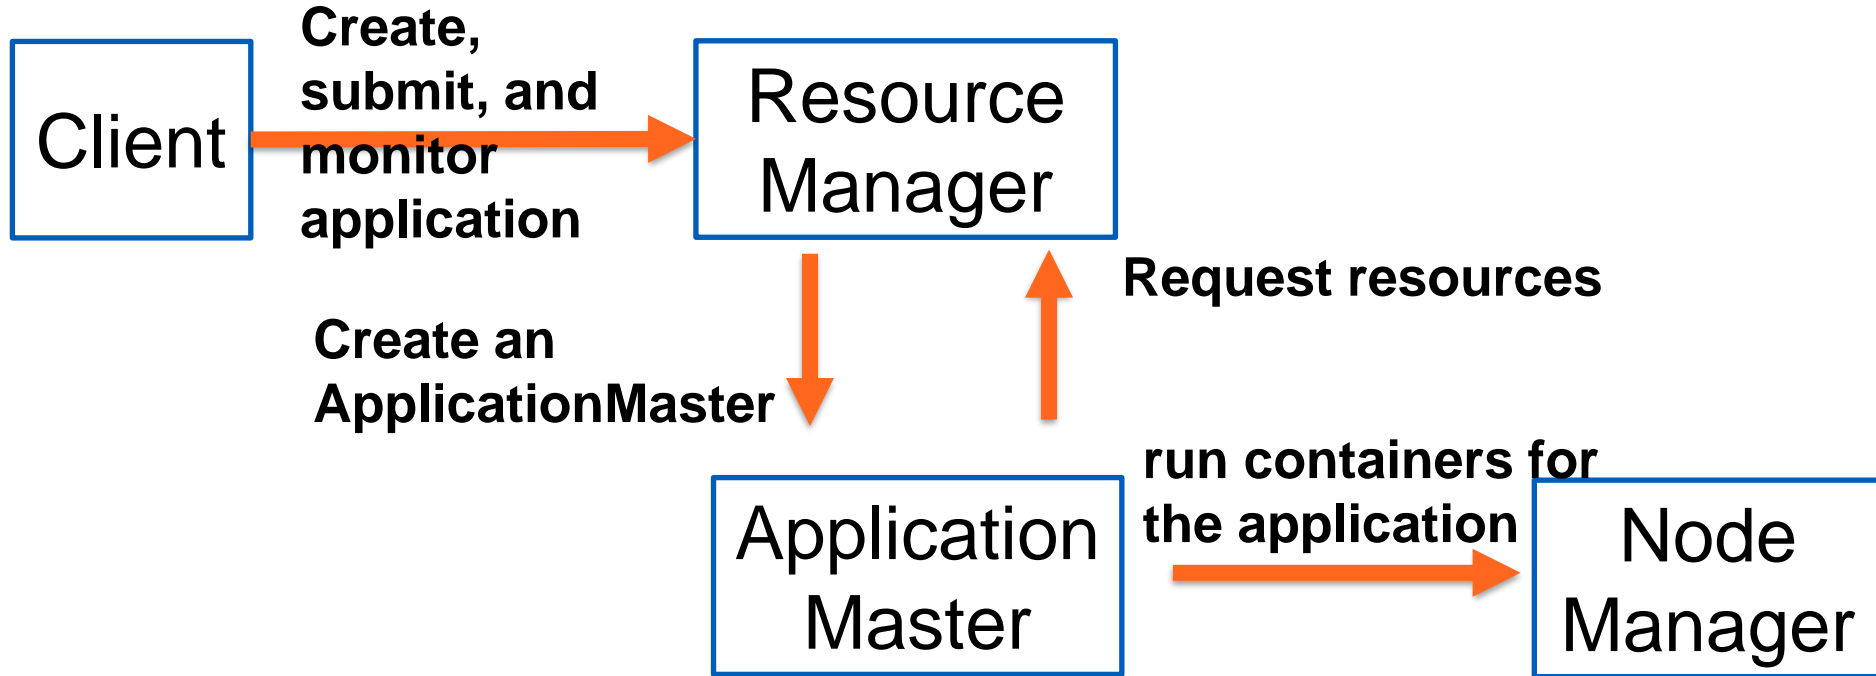 Create,
submit, and
monitor
application
Client
Resource
Manager
Request resources
Create an
ApplicationMaster
run containers for
the application
Application
Master
Node
Manager